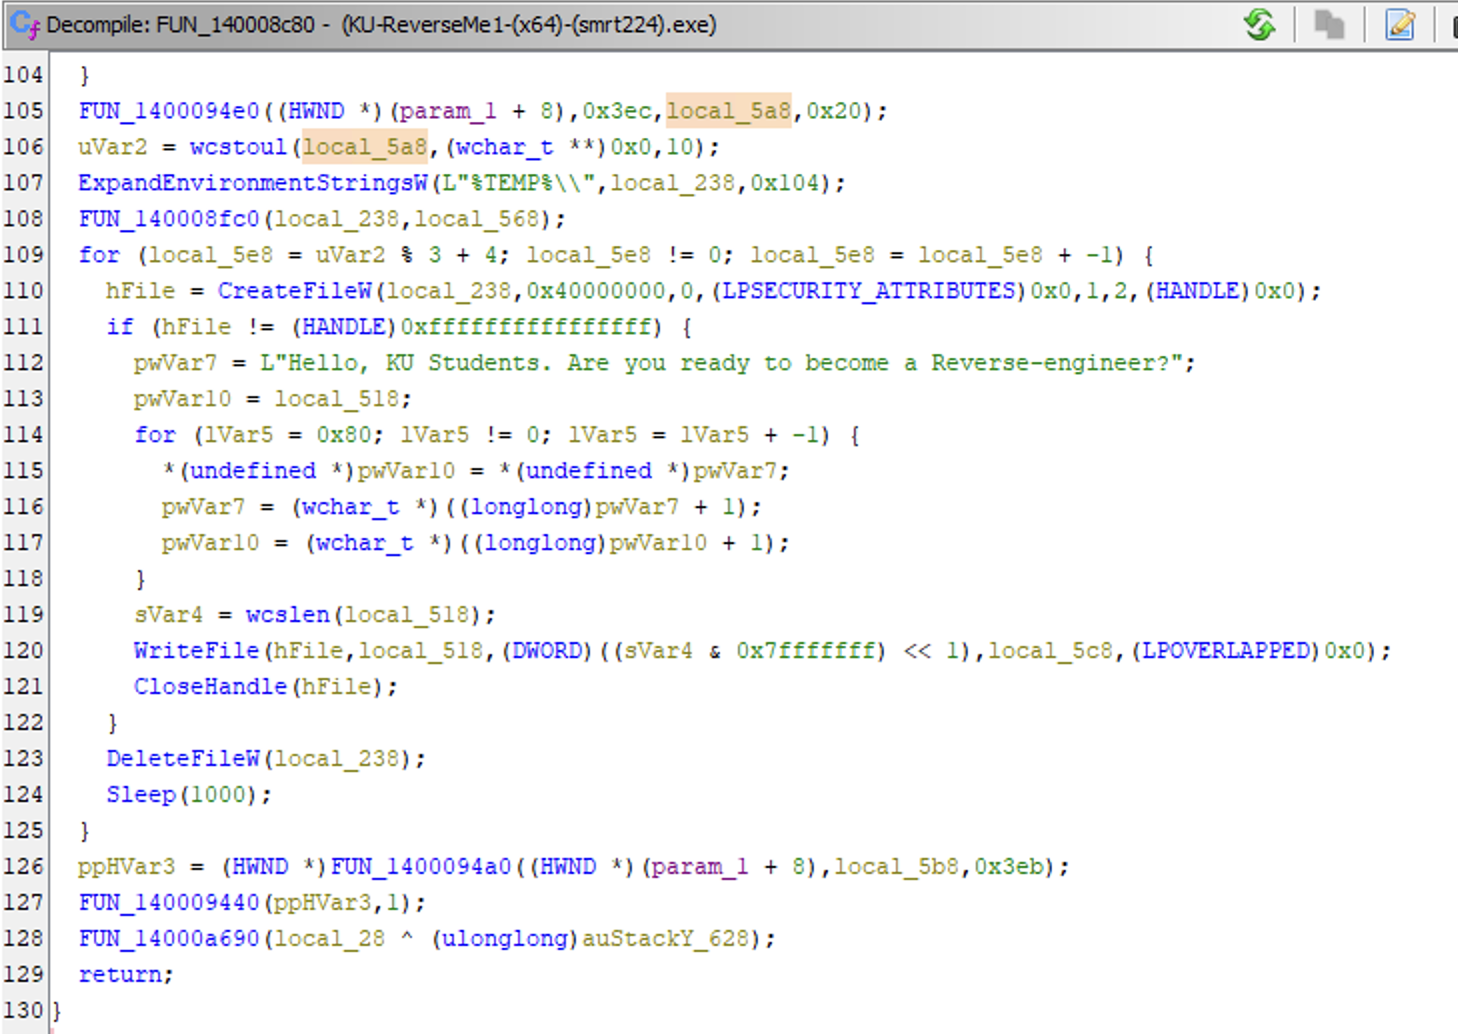 Decompile: FUN_140008c80 - (KU-ReverseMe1-(x64)-(smrt224).exe)
104 }
105 FUN_1400094e0((HWND *)(param_1 + 8),0x3ec,local_5a8,0x20);
106 uVar2 = wcstoul(local_5a8,(wchar_t **)0x0,10);
107 ExpandEnvironmentStringsW(L"%TEMP%\\",local_238,0x104);
108 FUN_140008fc0(local_238,local_568);
109 for (local_5e8 = uVar2 % 3 + 4; local_5e8 != 0; local_5e8 = local_5e8 + -1) {
110 hFile = CreateFileW(local_238,0x40000000,0,(LPSECURITY_ATTRIBUTES)0x0,1,2,(HANDLE)0x0);
111 if (hFile != (HANDLE)0xffffffffffffffff) {
112 pwVar7 = L"Hello, KU Students. Are you ready to become a Reverse-engineer?";
113 pwVar10 = local_518;
114 for (lVar5 = 0x80; lVar5 != 0; lVar5 = lVar5 + -1) {
115 *(undefined *)pwVar10 = *(undefined *)pwVar7;
116 pwVar7 = (wchar_t *)((longlong)pwVar7 + 1);
117 pwVar10 = (wchar_t *)((longlong)pwVar10 + 1);
118 }
119 sVar4 = wcslen(local_518);
120 WriteFile(hFile,local_518,(DWORD)((sVar4 & 0x7fffffff) << 1),local_5c8,(LPOVERLAPPED)0x0);
121 CloseHandle(hFile);
122 }
123 DeleteFileW(local_238);
124 Sleep(1000);
125 }
126 ppHVar3 = (HWND *)FUN_1400094a0((HWND *)(param_1 + 8),local_5b8,0x3eb);
127 FUN_140009440(ppHVar3,1);
128 FUN_14000a690(local_28 ^ (ulonglong)auStackY_628);
129 return;
130 }